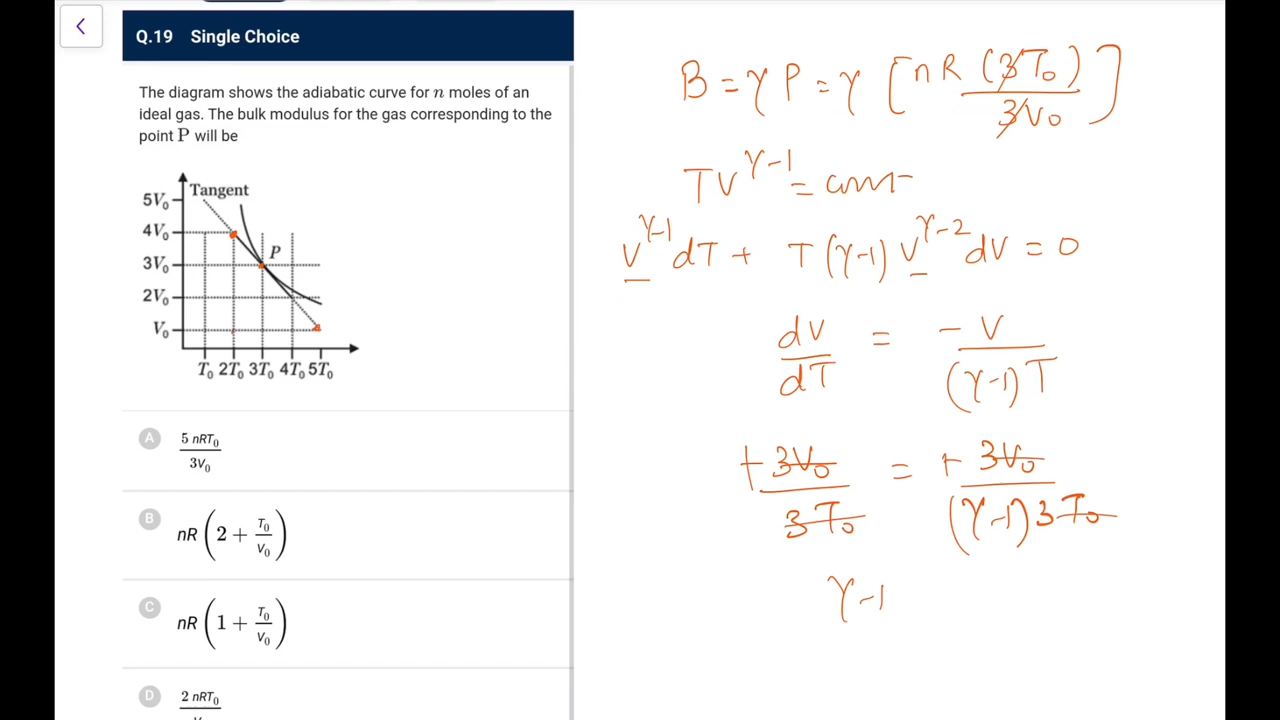 Q.19 Single Choice
The diagram shows the adiabatic curve for n moles of an
ideal gas. The bulk modulus for the gas corresponding to the
point P will be
Tangent
5V₀
4V₀
P
3V₀
2V₀
V₀
T₀ 2T₀ 3T₀ 4T₀ 5T₀
A 5 nRT₀ / 3V₀
B nR (2 + T₀/V₀)
C nR (1 + T₀/V₀)
D 2 nRT₀
B = γ P = γ [nR (3T₀) / 3V₀]
TV^(γ-1) = const
V^(γ-1) dT + T(γ-1) V^(γ-2) dV = 0
dV/dT = -V / (γ-1)T
+3V₀ / 3T₀ = +3V₀ / (γ-1)3T₀
γ-1